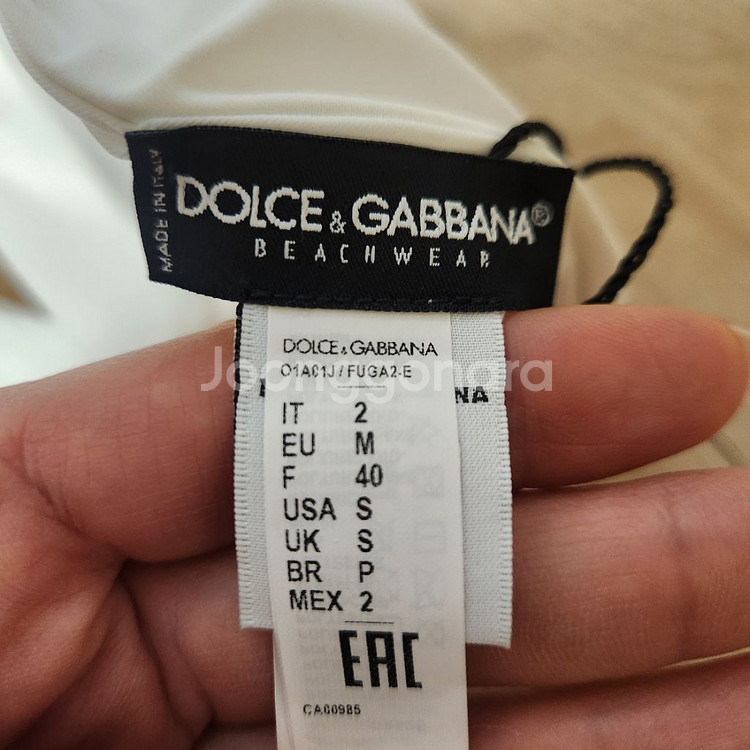 MADE IN ITALY
DOLCE & GABBANA®
BEACHWEAR
DOLCE & GABBANA
O1A01J / FUGA2-E
Joonggonara
NA
IT 2
EU M
F 40
USA S
UK S
BR P
MEX 2
EAC
CA00985